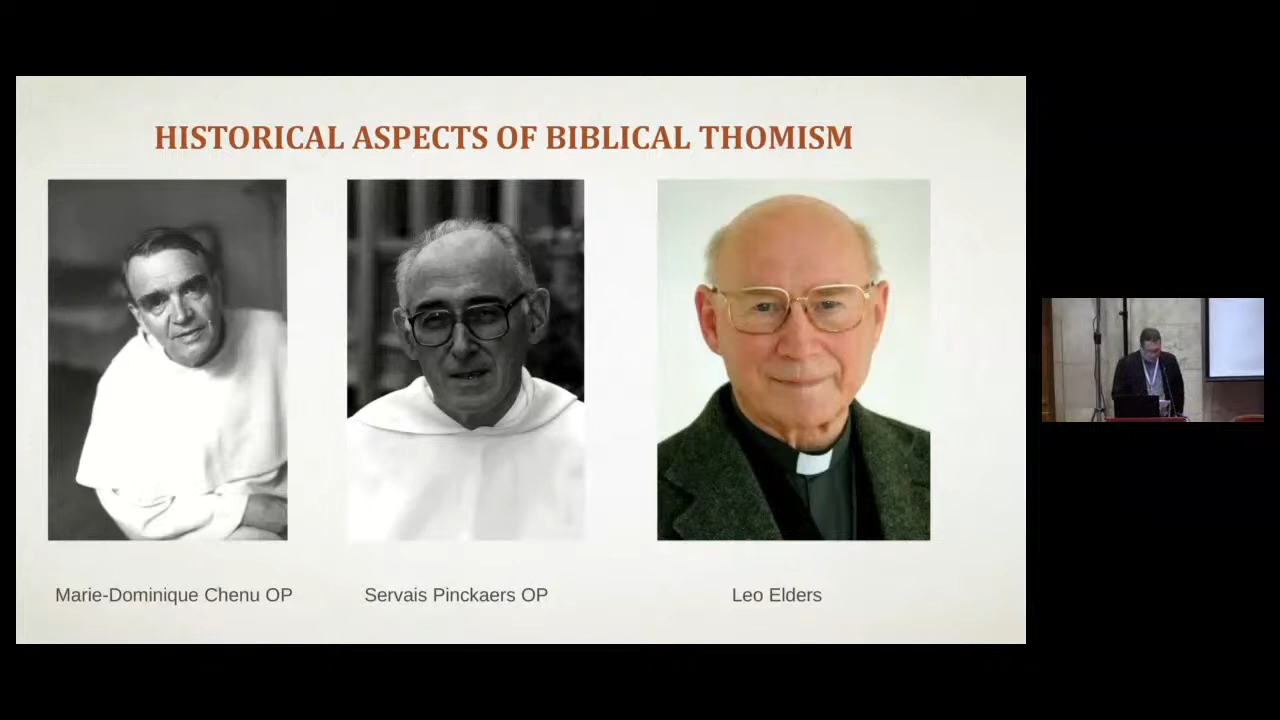 HISTORICAL ASPECTS OF BIBLICAL THOMISM
Marie-Dominique Chenu OP
Servais Pinckaers OP
Leo Elders